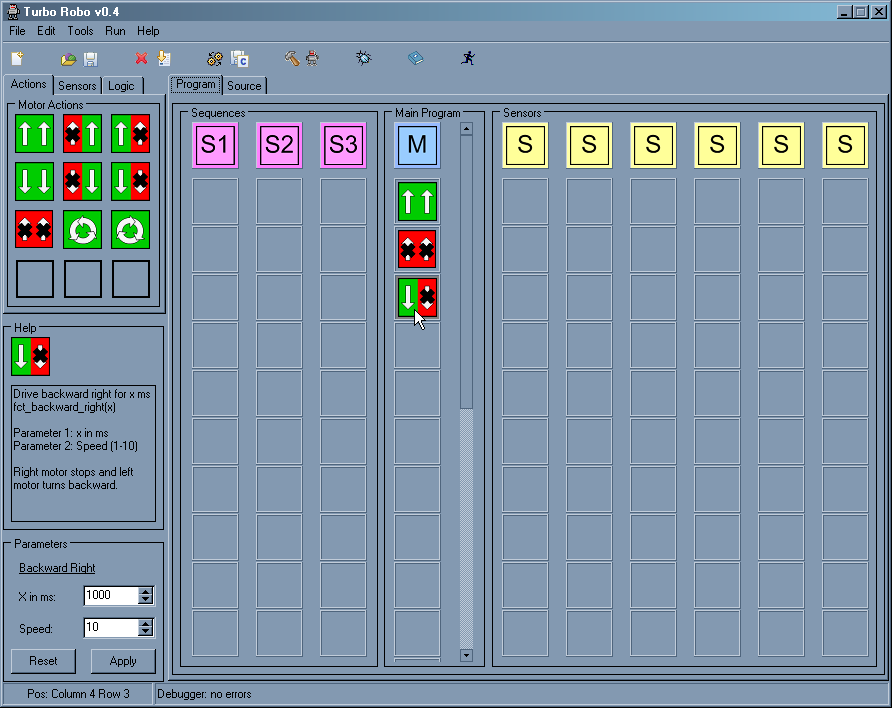 Turbo Robo v0.4
File Edit Tools Run Help
Actions Sensors Logic
Program Source
Motor Actions
Sequences
Main Program
Sensors
S1 S2 S3 M S S S S S S
Help
Drive backward right for x ms
fct_backward_right(x)
Parameter 1: x in ms
Parameter 2: Speed (1-10)
Right motor stops and left
motor turns backward.
Parameters
Backward Right
X in ms: 1000
Speed: 10
Reset Apply
Pos: Column 4 Row 3
Debugger: no errors